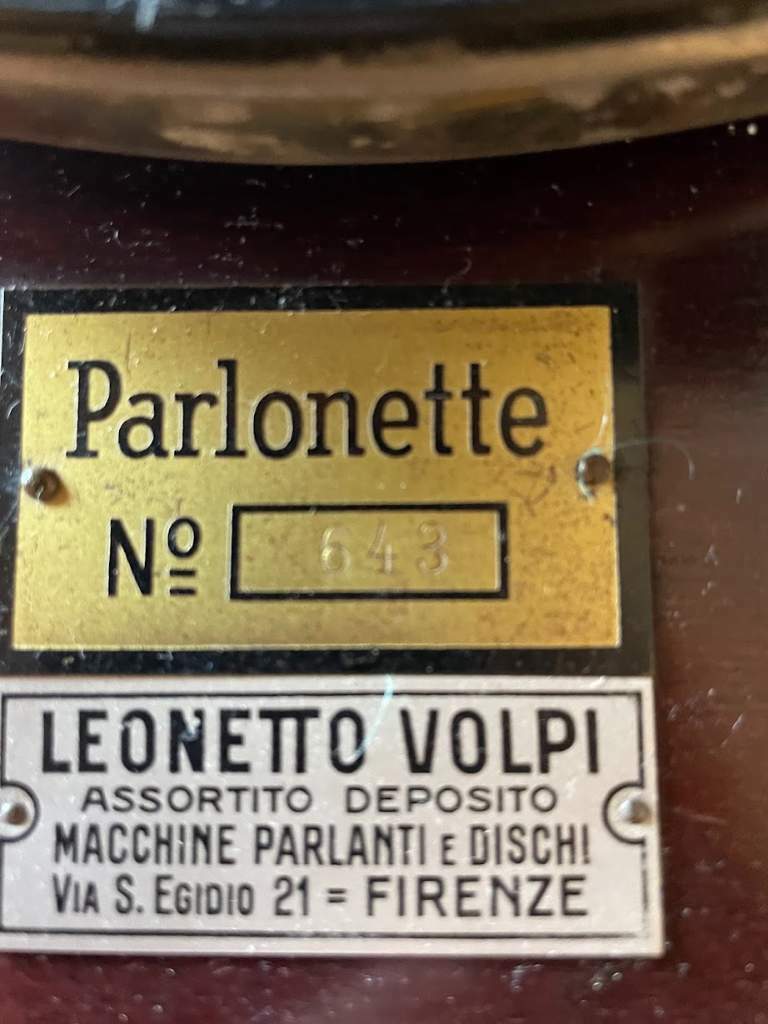 Parlonette
Nº 643
LEONETTO VOLPI
ASSORTITO DEPOSITO
MACCHINE PARLANTI E DISCHI
VIA S. EGIDIO 21 = FIRENZE